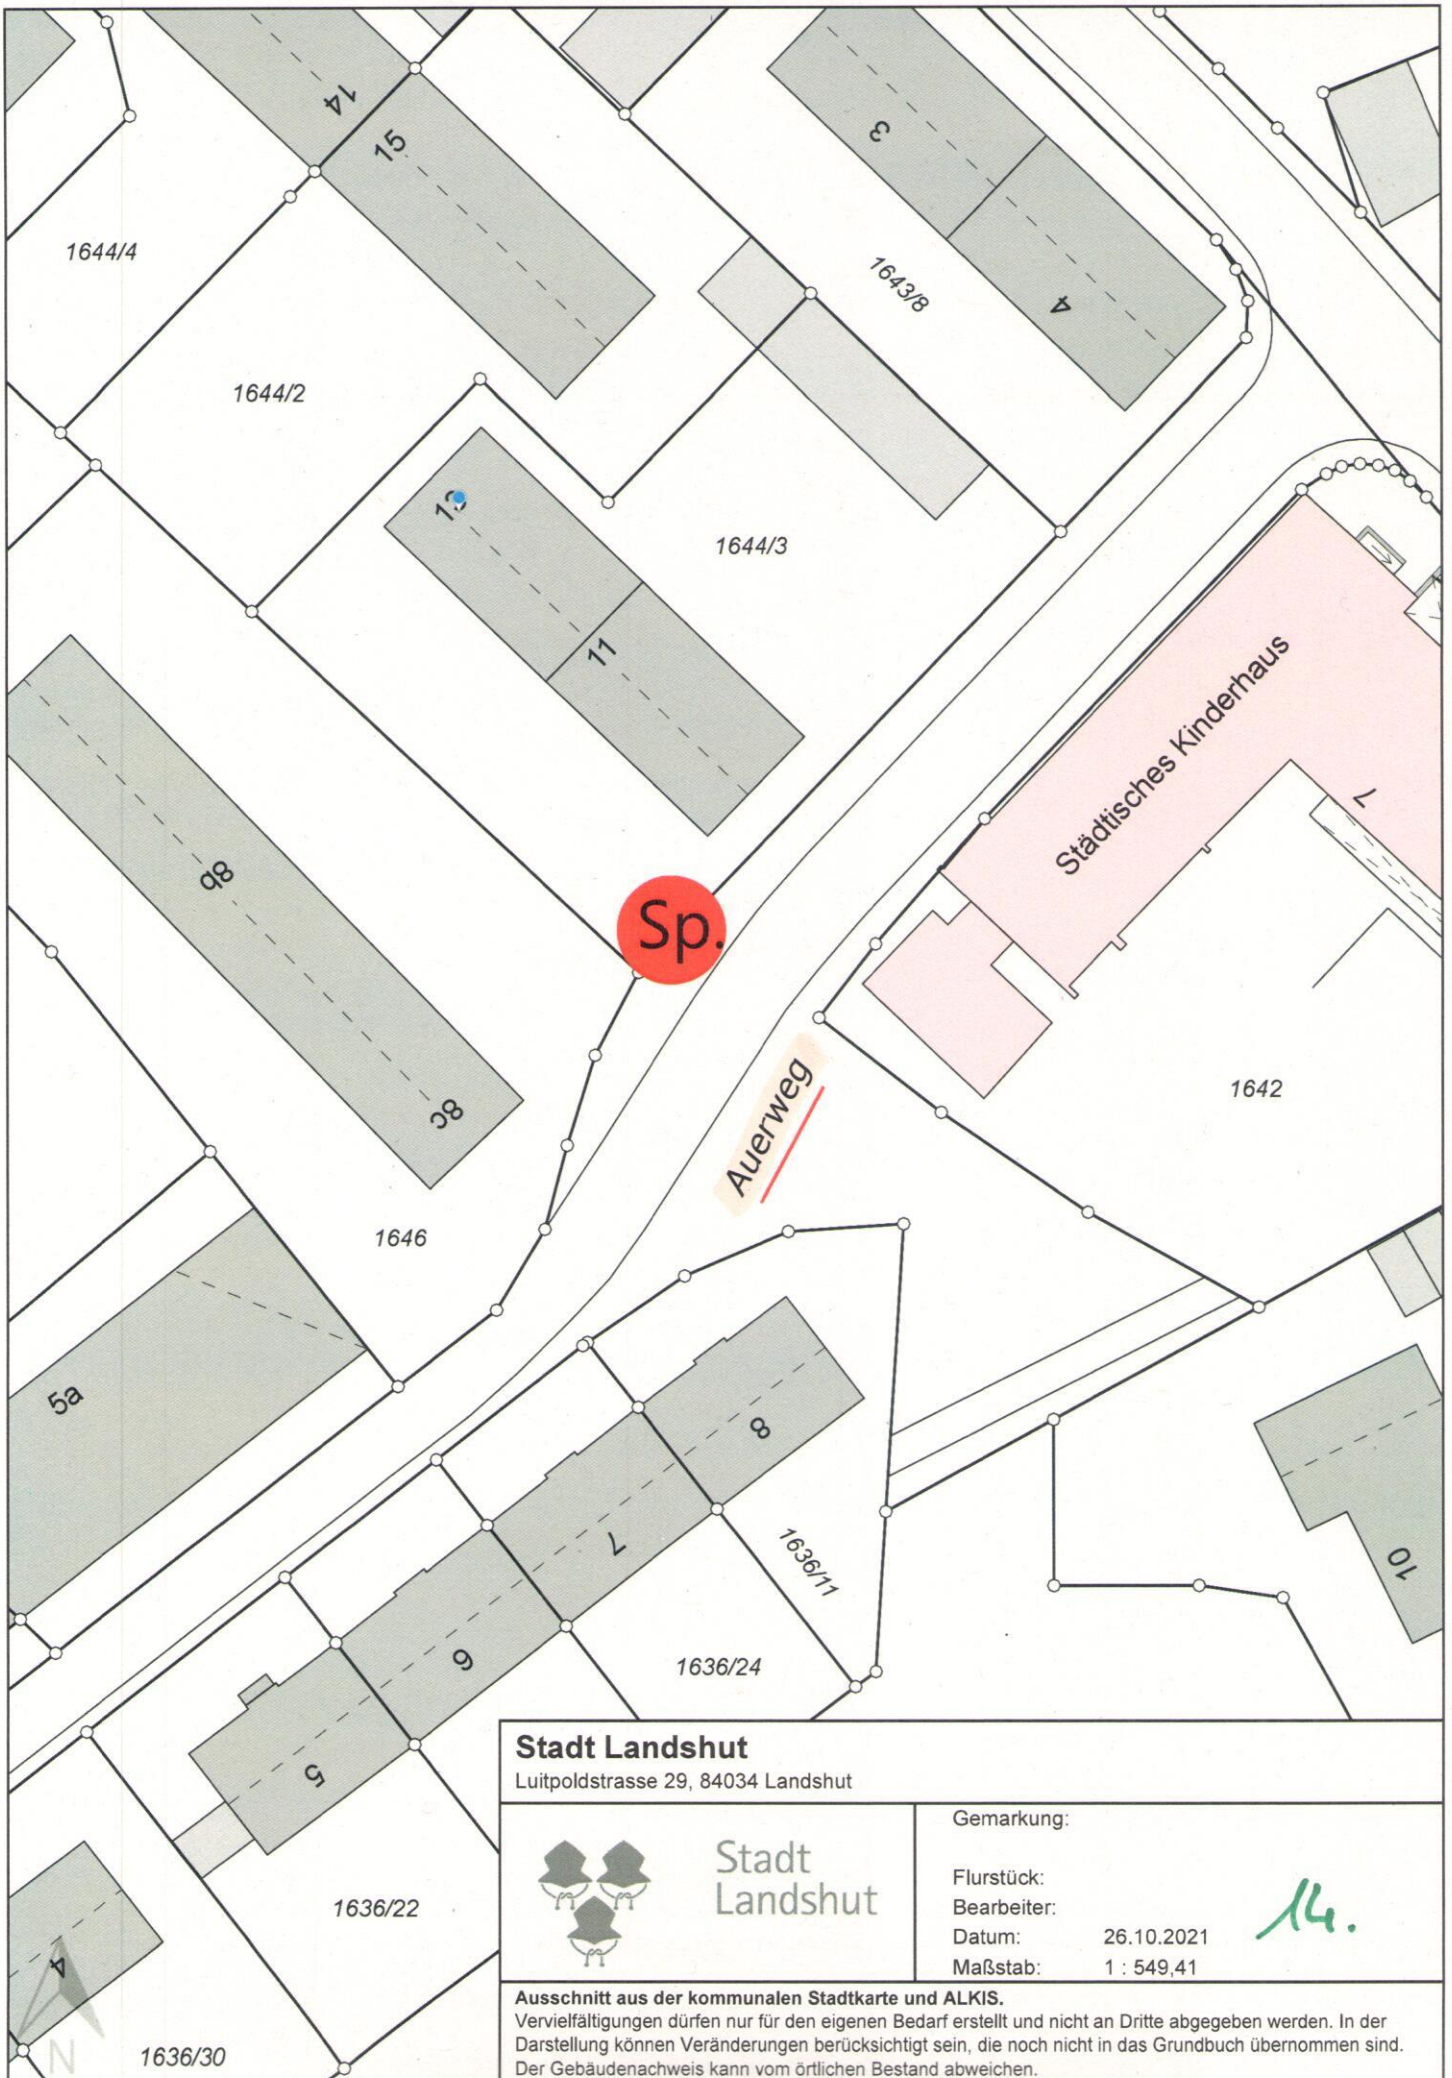 14
15
3
1644/4
1643/8
4
1644/2
13
1644/3
11
Städtisches Kinderhaus
7
8b
Sp.
8c
Auerweg
1642
1646
5a
8
7
1636/11
10
6
1636/24
5
1636/22
4
N
1636/30
Stadt Landshut
Luitpoldstrasse 29, 84034 Landshut
Stadt
Landshut
Gemarkung:
Flurstück:
Bearbeiter:
Datum: 26.10.2021
Maßstab: 1 : 549,41
14.
Ausschnitt aus der kommunalen Stadtkarte und ALKIS.
Vervielfältigungen dürfen nur für den eigenen Bedarf erstellt und nicht an Dritte abgegeben werden. In der
Darstellung können Veränderungen berücksichtigt sein, die noch nicht in das Grundbuch übernommen sind.
Der Gebäudenachweis kann vom örtlichen Bestand abweichen.